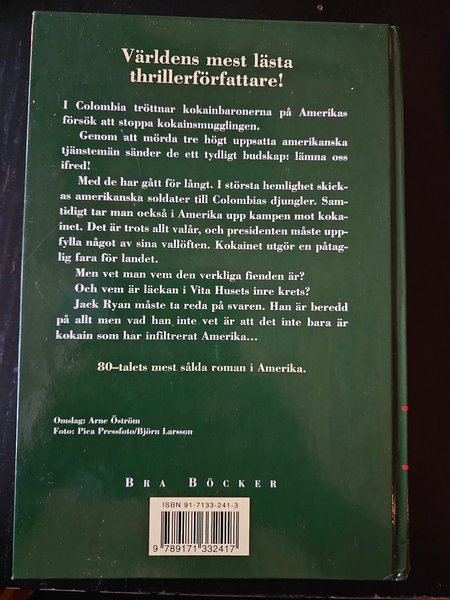 Världens mest lästa
thrillerförfattare!
I Colombia tröttnar kokainbaronerna på Amerikas
försök att stoppa kokainsmugglingen.
Genom att mörda tre högt uppsatta amerikanska
tjänstemän sänder de ett tydligt budskap: lämna oss
ifred!
Med de har gått för långt. I största hemlighet skick-
as amerikanska soldater till Colombias djungler. Sam-
tidigt tar man också i Amerika upp kampen mot koka-
inet. Det är trots allt valår, och presidenten måste upp-
fylla något av sina vallöften. Kokainet utgör en påtag-
lig fara för landet.
Men vet man vem den verkliga fienden är?
Och vem är läckan i Vita Husets inre krets?
Jack Ryan måste ta reda på svaren. Han är beredd
på allt men vad han inte vet är att det inte bara är
kokain som har infiltrerat Amerika...
80–talets mest sålda roman i Amerika.
Omslag: Arne Öström
Foto: Pica Pressfoto/Björn Larsson
BRA BÖCKER
ISBN 91-7133-241-3
9 789171 332417